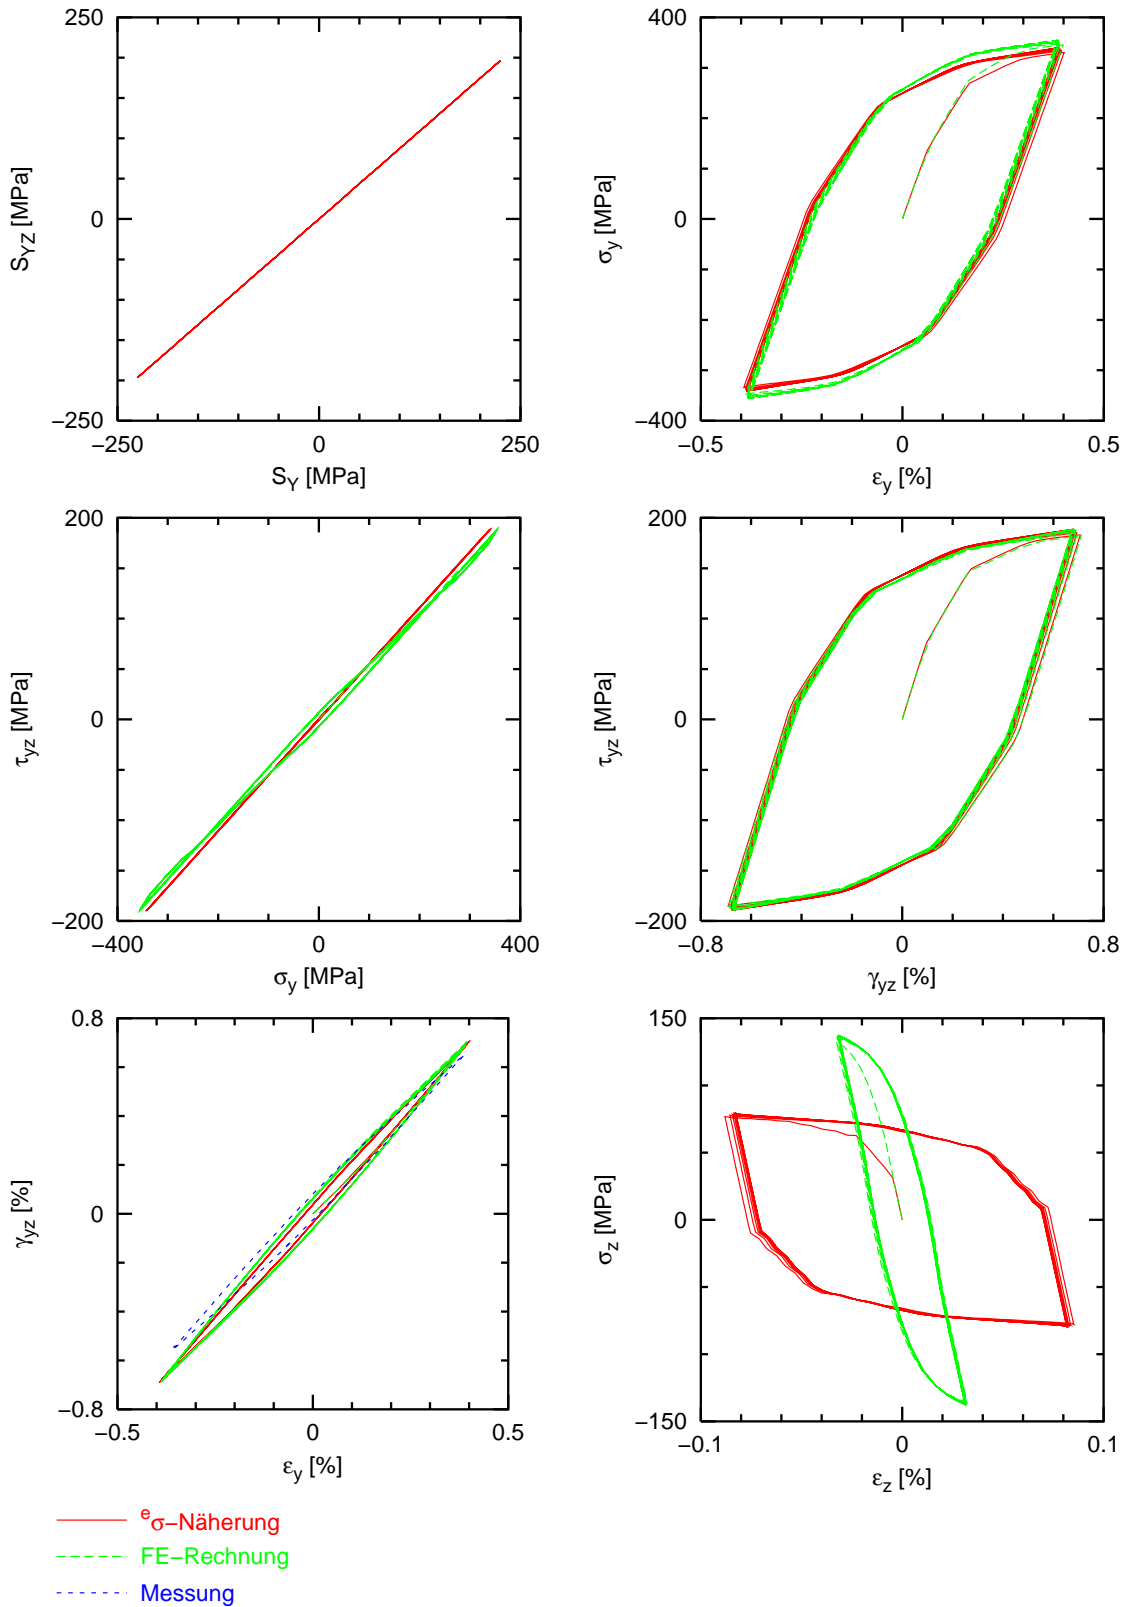 250
0
−250
−250
0
250
S_YZ [MPa]
S_Y [MPa]
400
0
−400
−0.5
0
0.5
σ_y [MPa]
ε_y [%]
200
0
−200
−400
0
400
τ_yz [MPa]
σ_y [MPa]
200
0
−200
−0.8
0
0.8
τ_yz [MPa]
γ_yz [%]
0.8
0
−0.8
−0.5
0
0.5
γ_yz [%]
ε_y [%]
150
0
−150
−0.1
0
0.1
σ_z [MPa]
ε_z [%]
^eσ−Näherung
FE−Rechnung
Messung